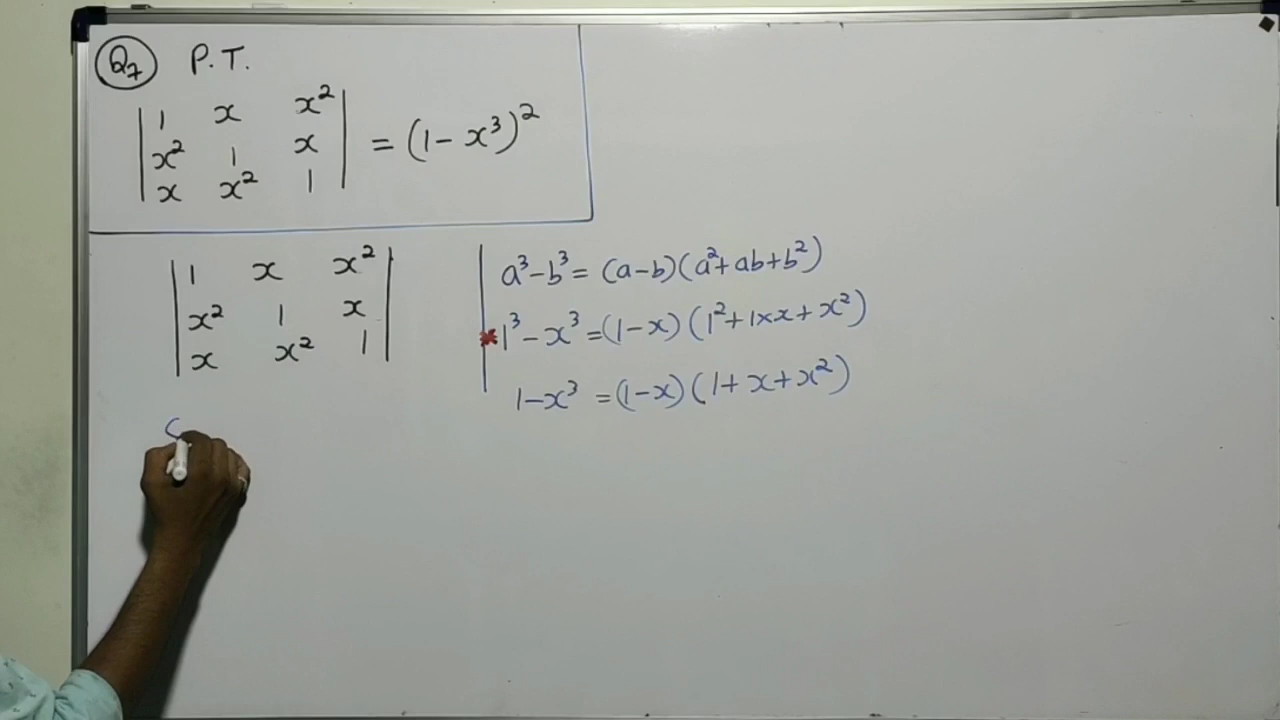 Q7 P.T.
| 1 x x² |
| x² 1 x | = (1 - x³)²
| x x² 1 |
| 1 x x² |
| x² 1 x |
| x x² 1 |
a³-b³= (a-b)(a²+ab+b²)
1³-x³=(1-x)(1²+1×x+x²)
1-x³ =(1-x)(1+x+x²)